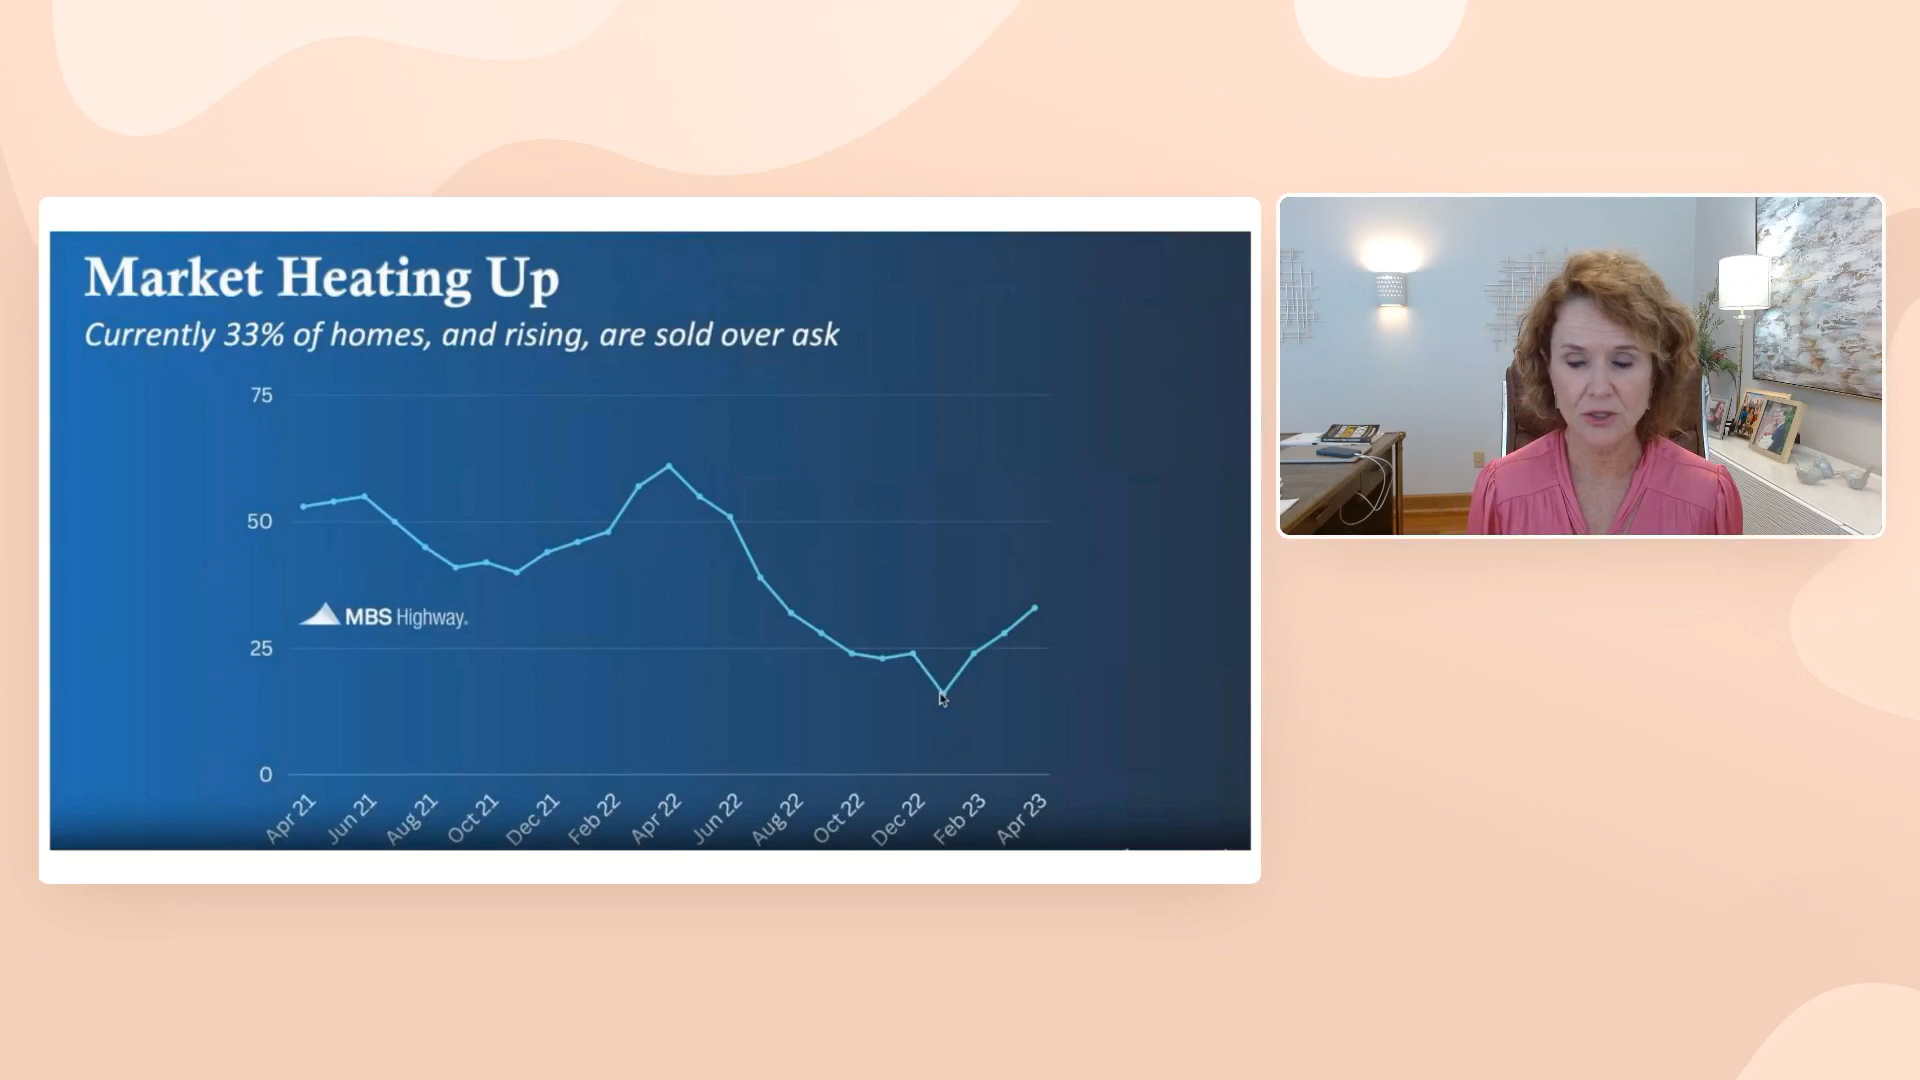 Market Heating Up
Currently 33% of homes, and rising, are sold over ask
75
50
MBS Highway®
25
0
Apr 21
Jun 21
Aug 21
Oct 21
Dec 21
Feb 22
Apr 22
Jun 22
Aug 22
Oct 22
Dec 22
Feb 23
Apr 23